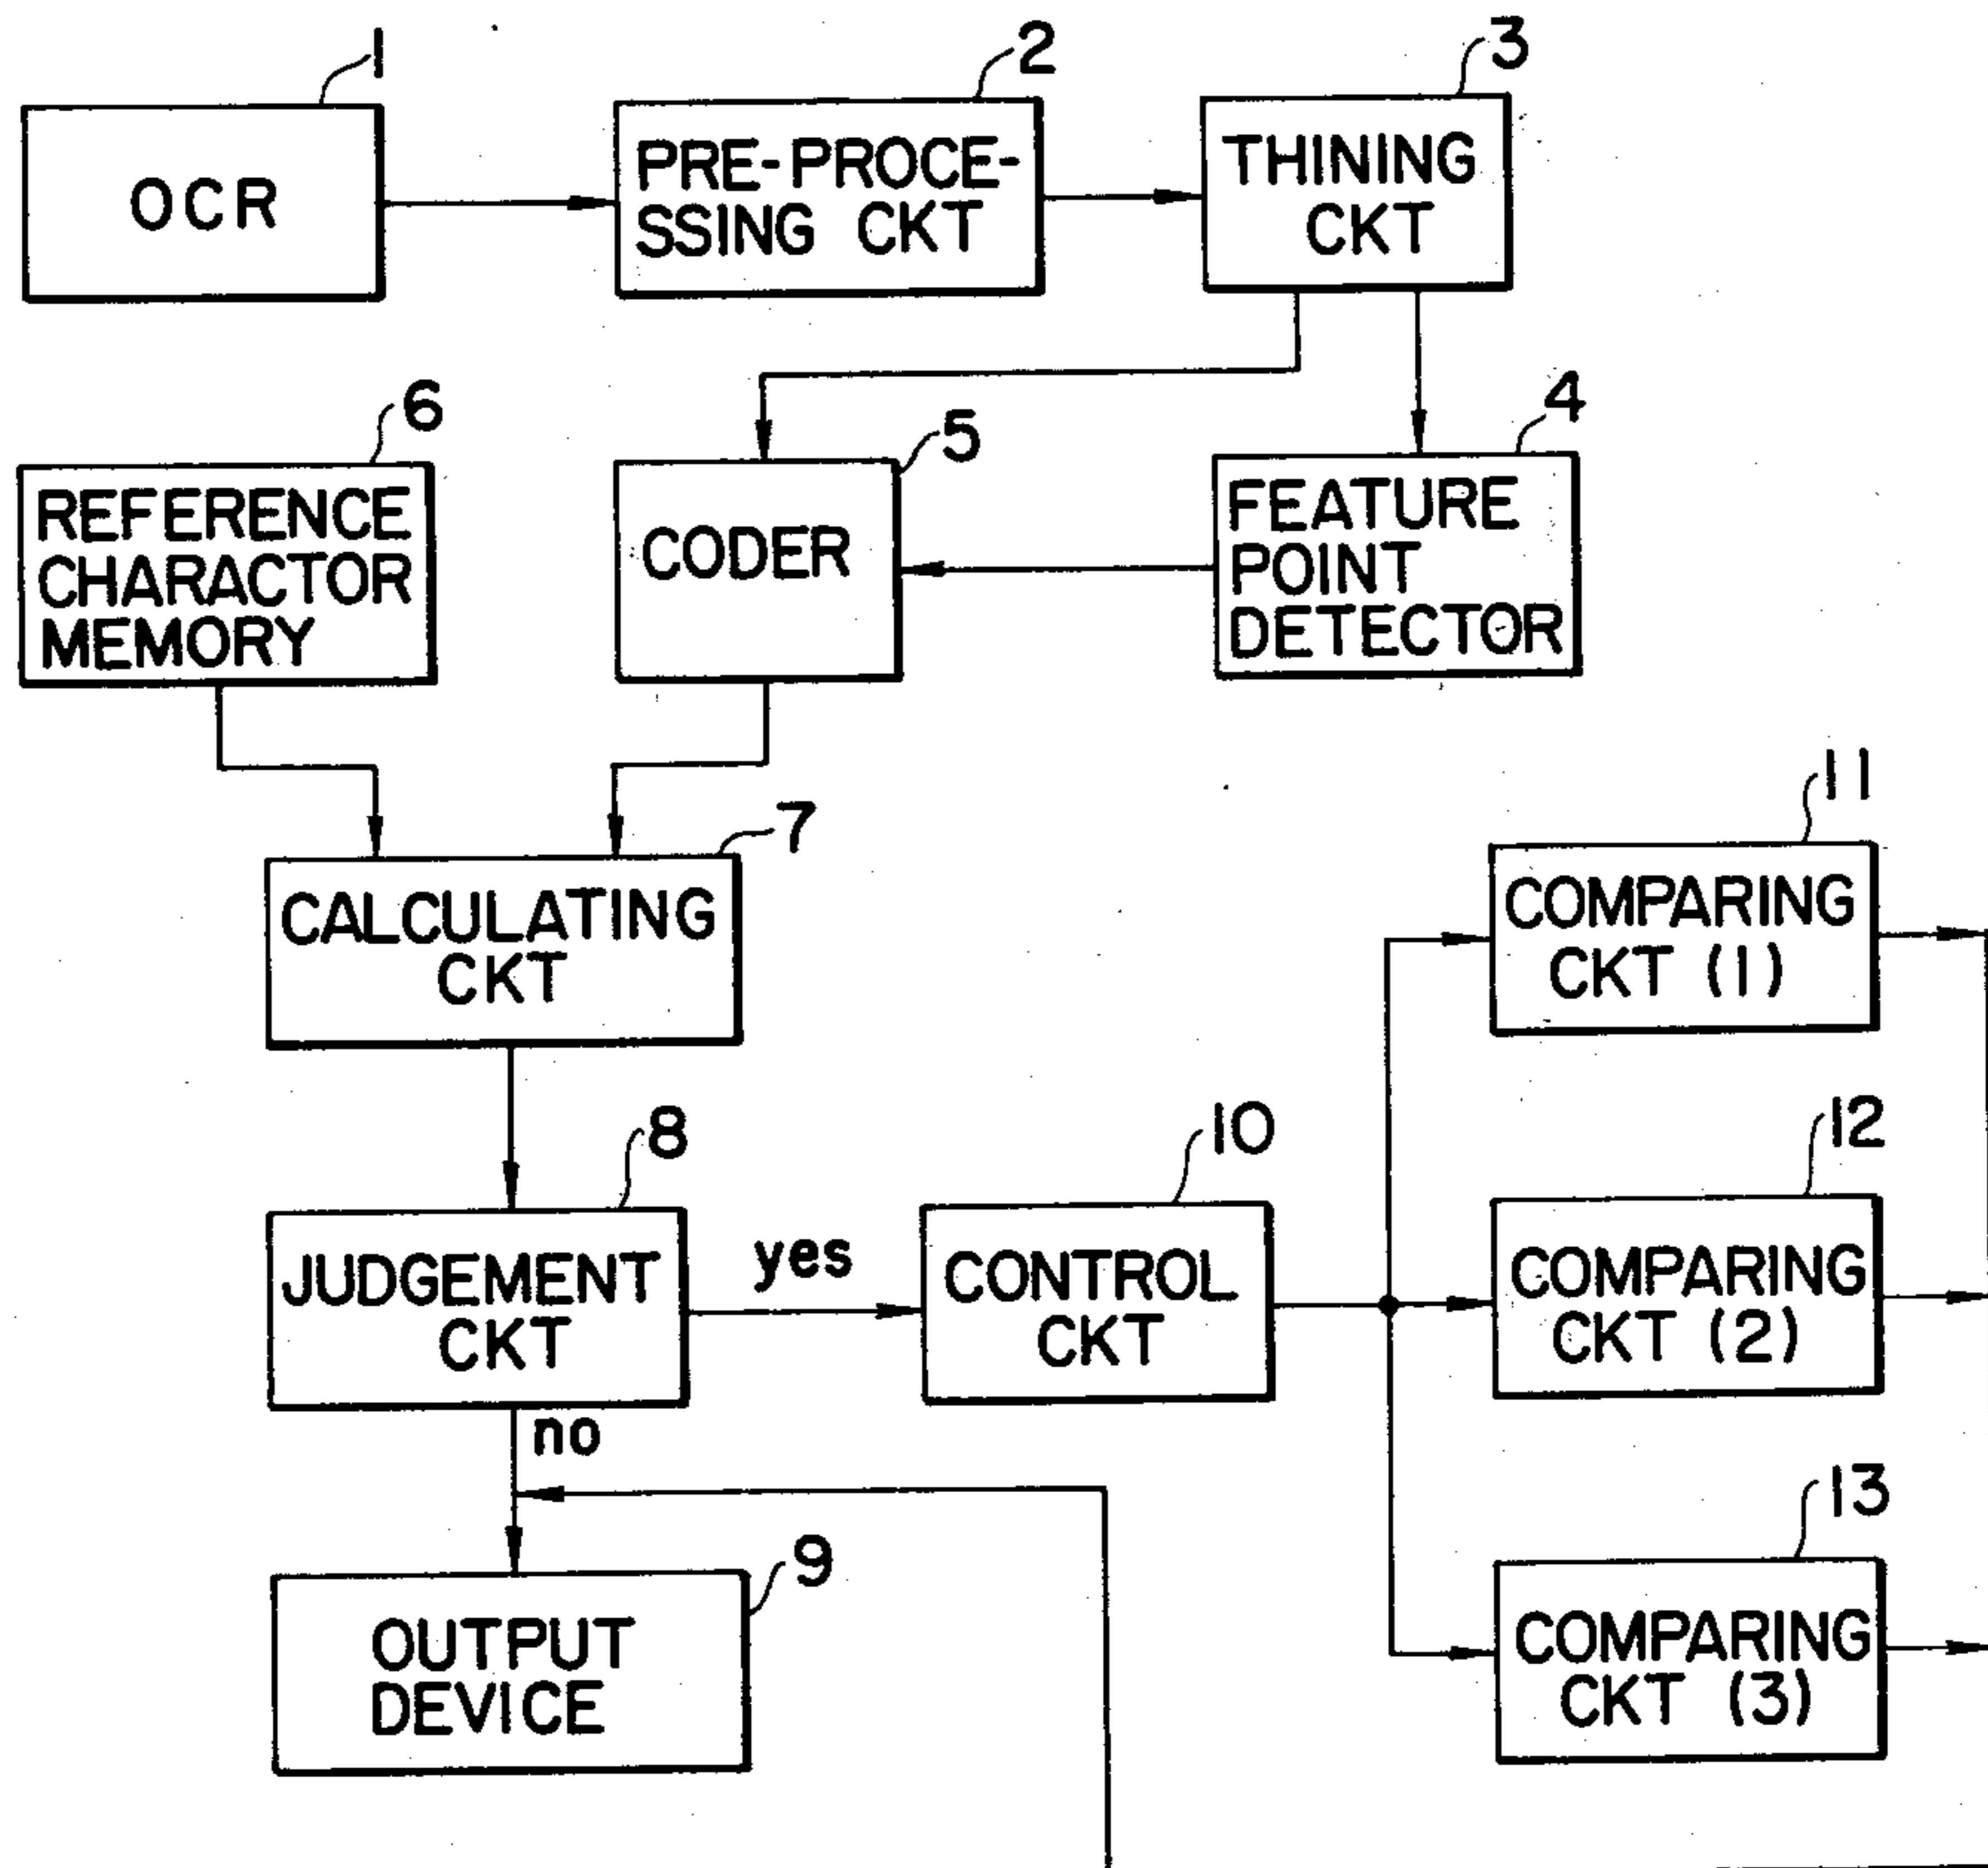 1
OCR
2
PRE-PROCE-
SSING CKT
3
THINING
CKT
6
REFERENCE
CHARACTOR
MEMORY
5
CODER
4
FEATURE
POINT
DETECTOR
7
CALCULATING
CKT
11
COMPARING
CKT (1)
8
JUDGEMENT
CKT
yes
no
10
CONTROL
CKT
12
COMPARING
CKT (2)
9
OUTPUT
DEVICE
13
COMPARING
CKT (3)